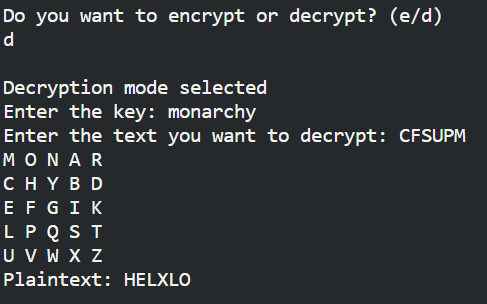 Do you want to encrypt or decrypt? (e/d)
d
Decryption mode selected
Enter the key: monarchy
Enter the text you want to decrypt: CFSUPM
M O N A R
C H Y B D
E F G I K
L P Q S T
U V W X Z
Plaintext: HELXLO